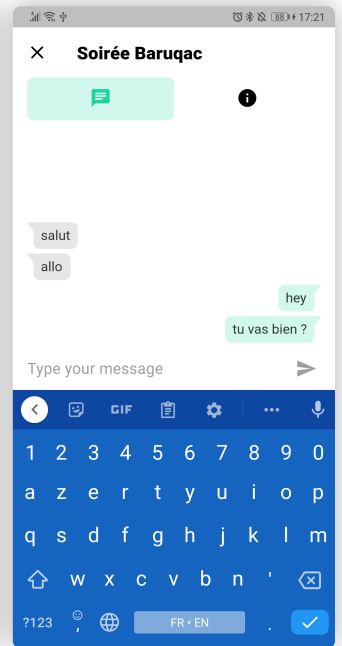 88 17:21
Soirée Baruqac
salut
allo
hey
tu vas bien ?
Type your message
GIF
1 2 3 4 5 6 7 8 9 0
a z e r t y u i o p
q s d f g h j k l m
w x c v b n '
?123 , FR • EN .